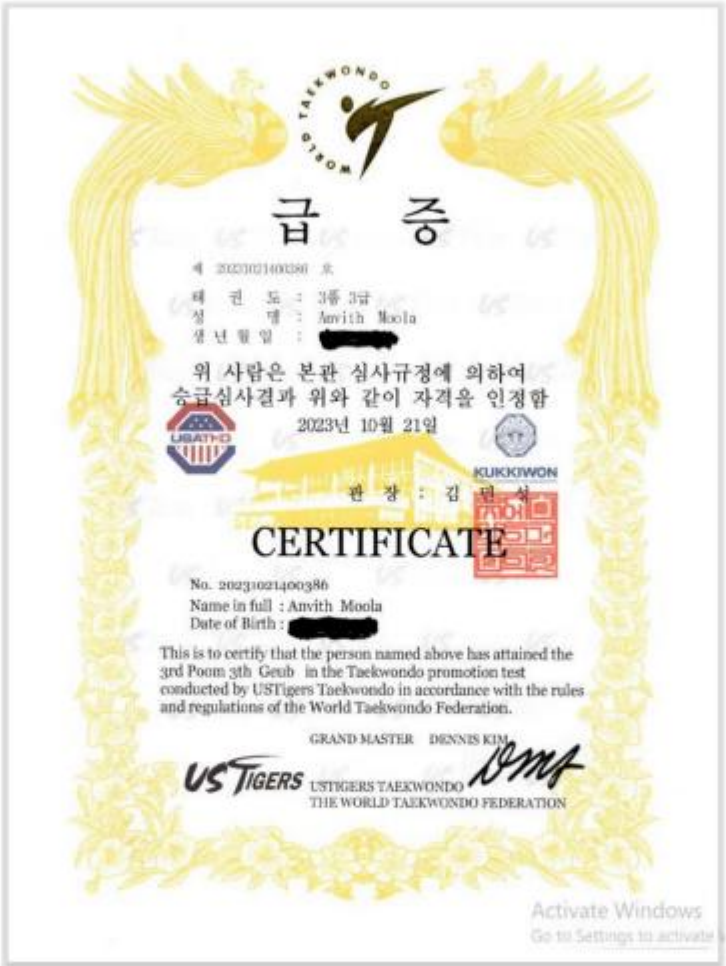 WORLD TAEKWONDO
급 증
제 20231021400386 호
태 권 도 : 3품 3급
성 명 : Anvith Moola
생 년 월 일 :
위 사람은 본관 심사규정에 의하여
승급심사결과 위와 같이 자격을 인정함
2023년 10월 21일
USATKD
KUKKIWON
관 장 : 김 민 성
CERTIFICATE
No. 20231021400386
Name in full : Anvith Moola
Date of Birth :
This is to certify that the person named above has attained the
3rd Poom 3th Geub in the Taekwondo promotion test
conducted by USTigers Taekwondo in accordance with the rules
and regulations of the World Taekwondo Federation.
GRAND MASTER DENNIS KIM
US TIGERS
USTIGERS TAEKWONDO
THE WORLD TAEKWONDO FEDERATION
Activate Windows
Go to Settings to activate